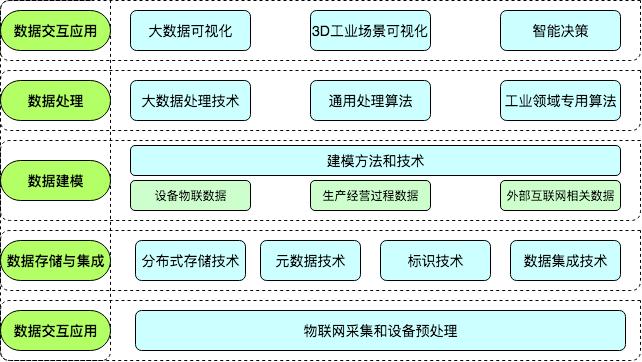 数据交互应用
大数据可视化
3D工业场景可视化
智能决策
数据处理
大数据处理技术
通用处理算法
工业领域专用算法
数据建模
建模方法和技术
设备物联数据
生产经营过程数据
外部互联网相关数据
数据存储与集成
分布式存储技术
元数据技术
标识技术
数据集成技术
数据交互应用
物联网采集和设备预处理